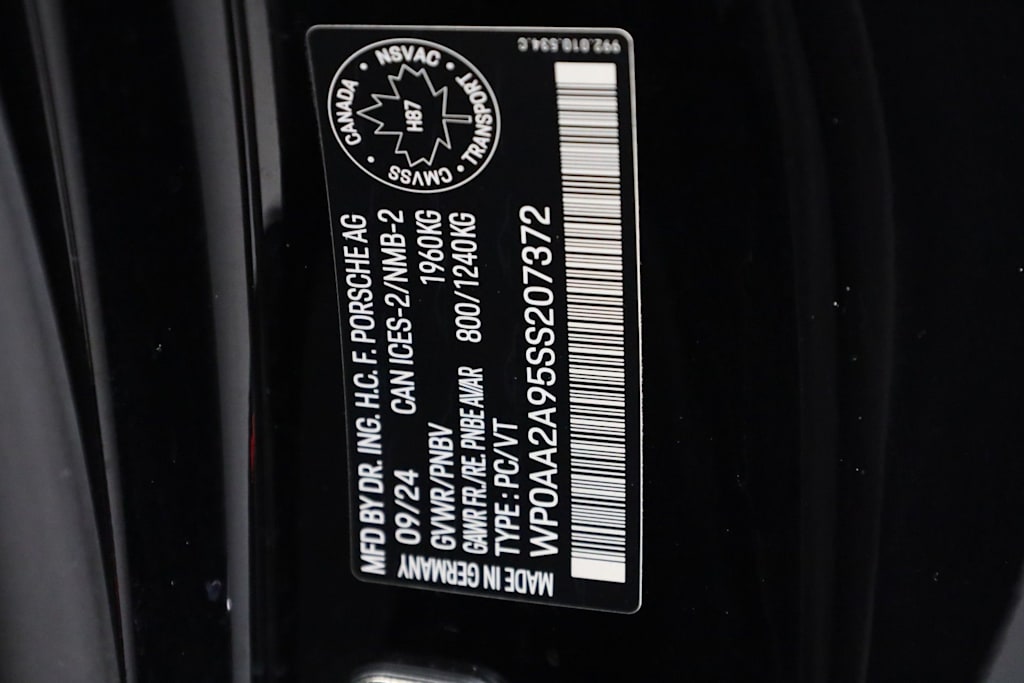 MFD BY DR. ING. H.C. F. PORSCHE AG
09/24 CAN ICES-2/NMB-2
GVWR/PNBV 1960KG
GAWR FR./RE. PNBE AV/AR 800/1240KG
TYPE : PC/VT
WP0AA2A95SS207372
MADE IN GERMANY
CANADA • NSVAC • TRANSPORT • CMVSS •
H87
992.010.534.C